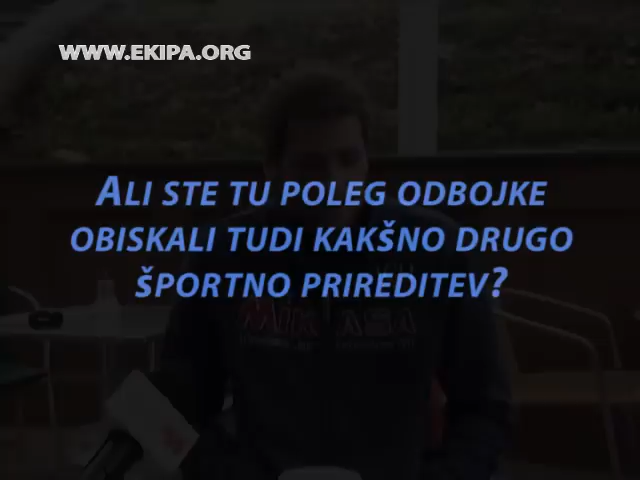 WWW.EKIPA.ORG
ALI STE TU POLEG ODBOJKE
OBISKALI TUDI KAKŠNO DRUGO
ŠPORTNO PRIREDITEV?